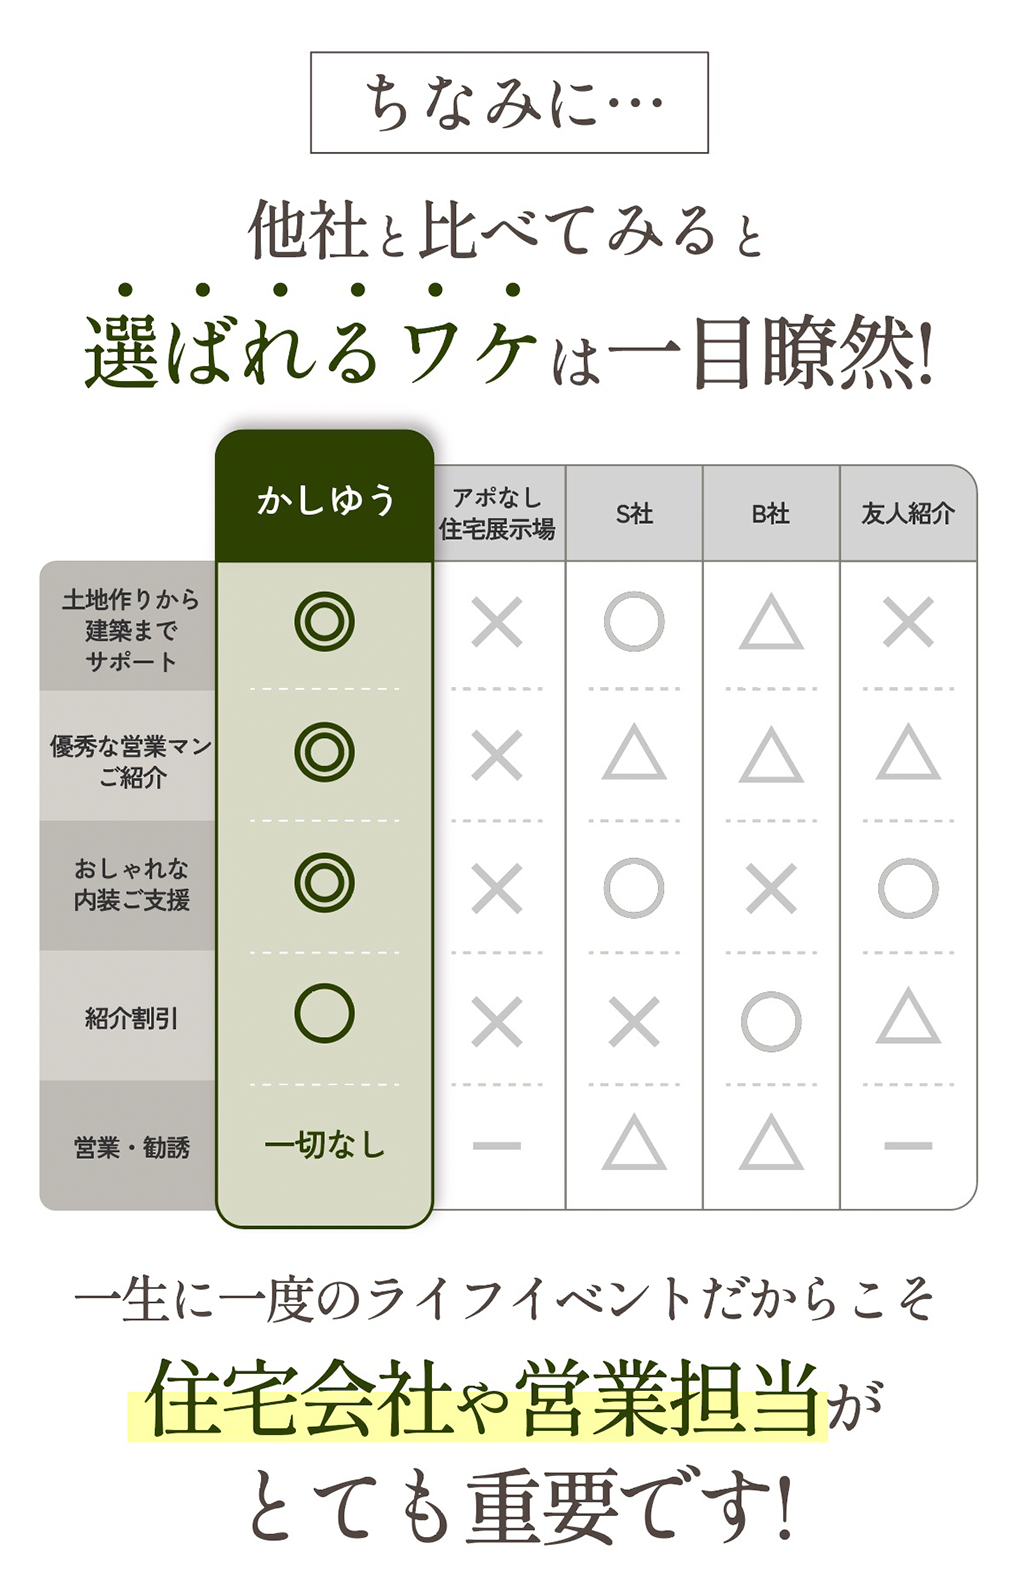 ちなみに…
他社と比べてみると
選ばれるワケは一目瞭然!
かしゆう
アポなし
住宅展示場
S社
B社
友人紹介
土地作りから
建築まで
サポート
◎ × ○ △ ×
優秀な営業マン
ご紹介
◎ × △ △ △
おしゃれな
内装ご支援
◎ × ○ × ○
紹介割引
○ × × ○ △
営業・勧誘
一切なし ー △ △ ー
一生に一度のライフイベントだからこそ
住宅会社や営業担当が
とても重要です!